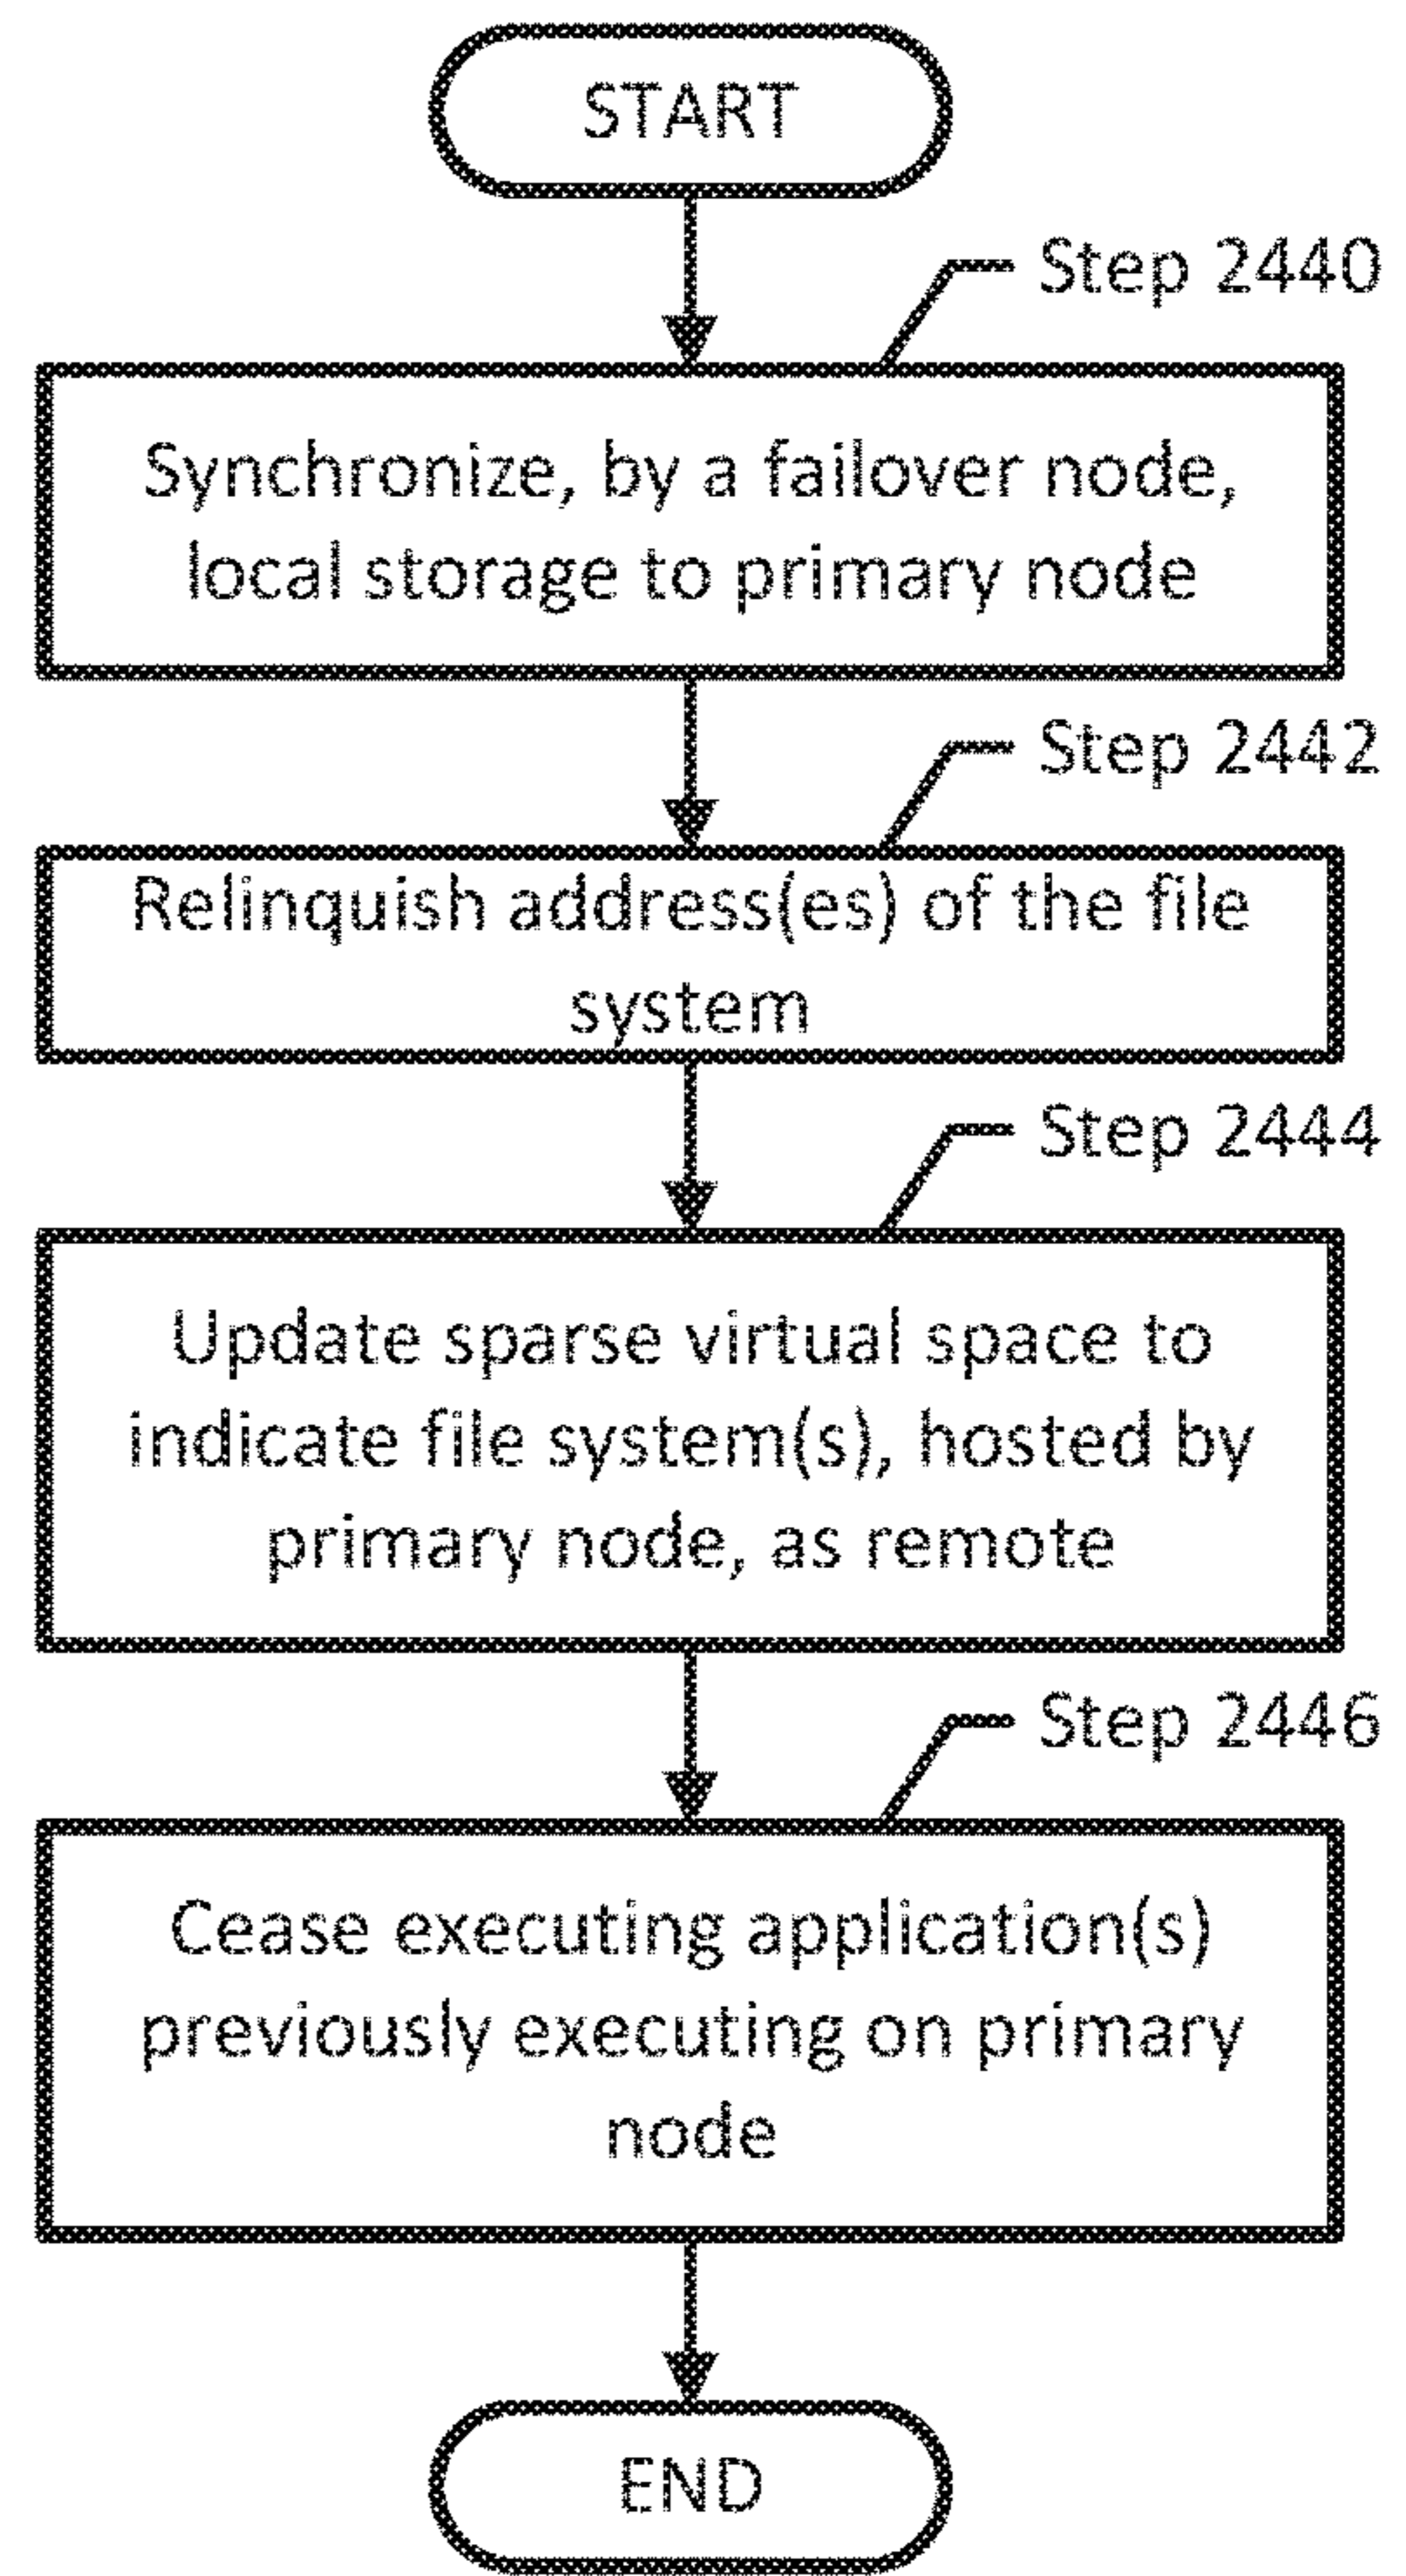 START
Step 2440
Synchronize, by a failover node,
local storage to primary node
Step 2442
Relinquish address(es) of the file
system
Step 2444
Update sparse virtual space to
indicate file system(s), hosted by
primary node, as remote
Step 2446
Cease executing application(s)
previously executing on primary
node
END